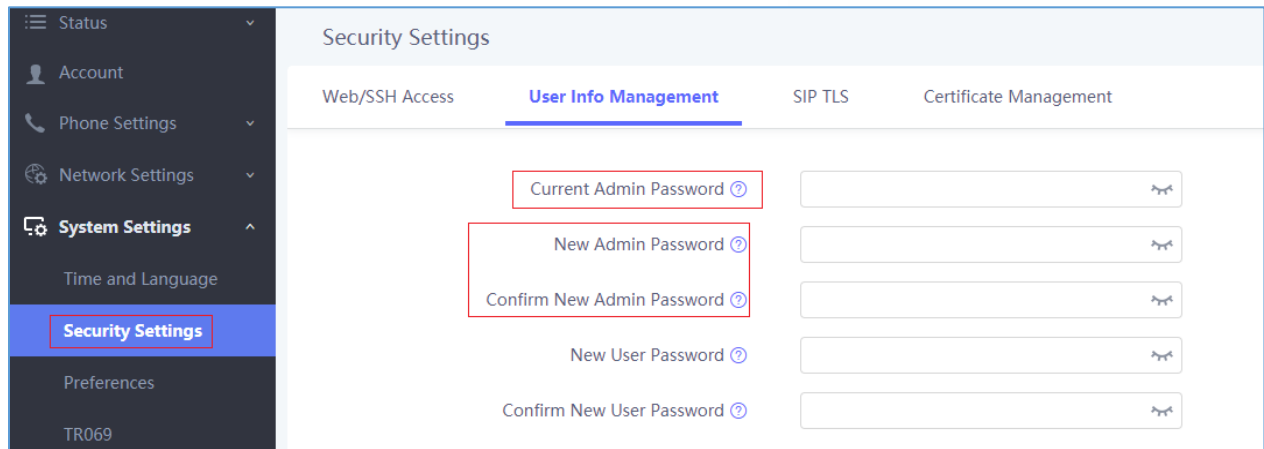 Status
Account
Phone Settings
Network Settings
System Settings
Time and Language
Security Settings
Preferences
TR069
Security Settings
Web/SSH Access User Info Management SIP TLS Certificate Management
Current Admin Password ?
New Admin Password ?
Confirm New Admin Password ?
New User Password ?
Confirm New User Password ?